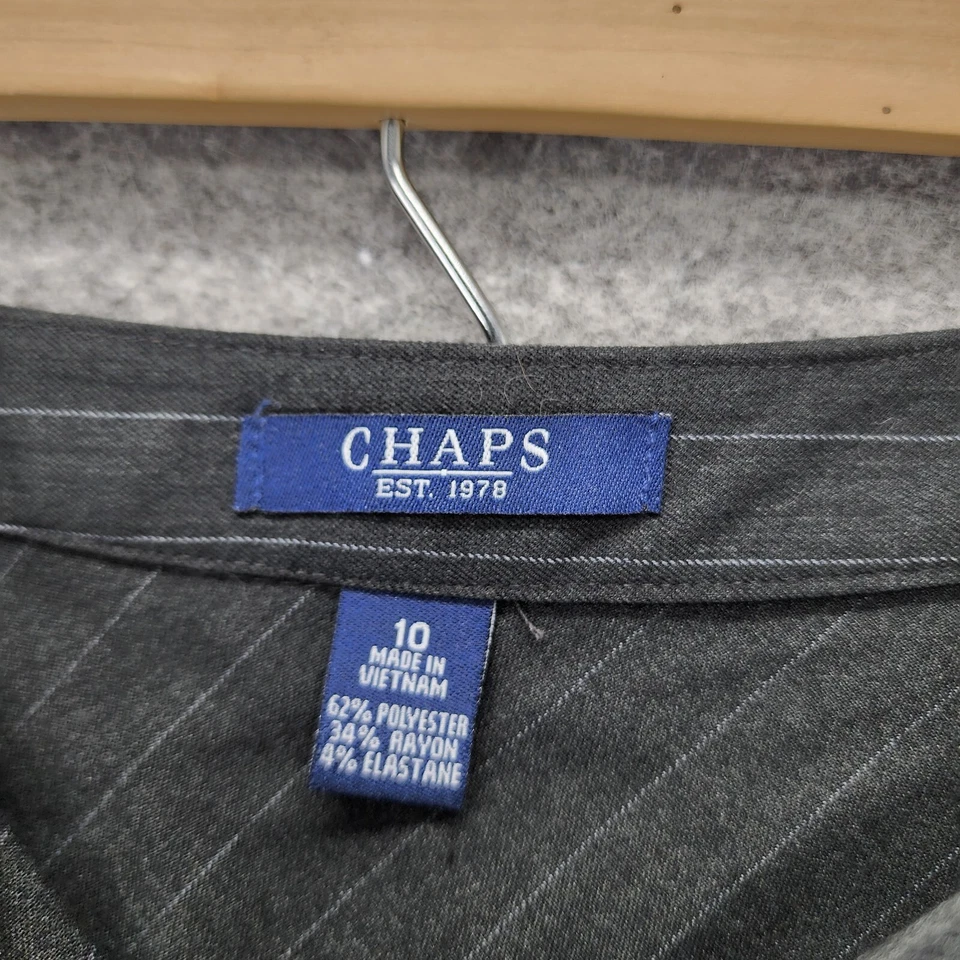 CHAPS
EST. 1978
10
MADE IN
VIETNAM
62% POLYESTER
34% RAYON
4% ELASTANE